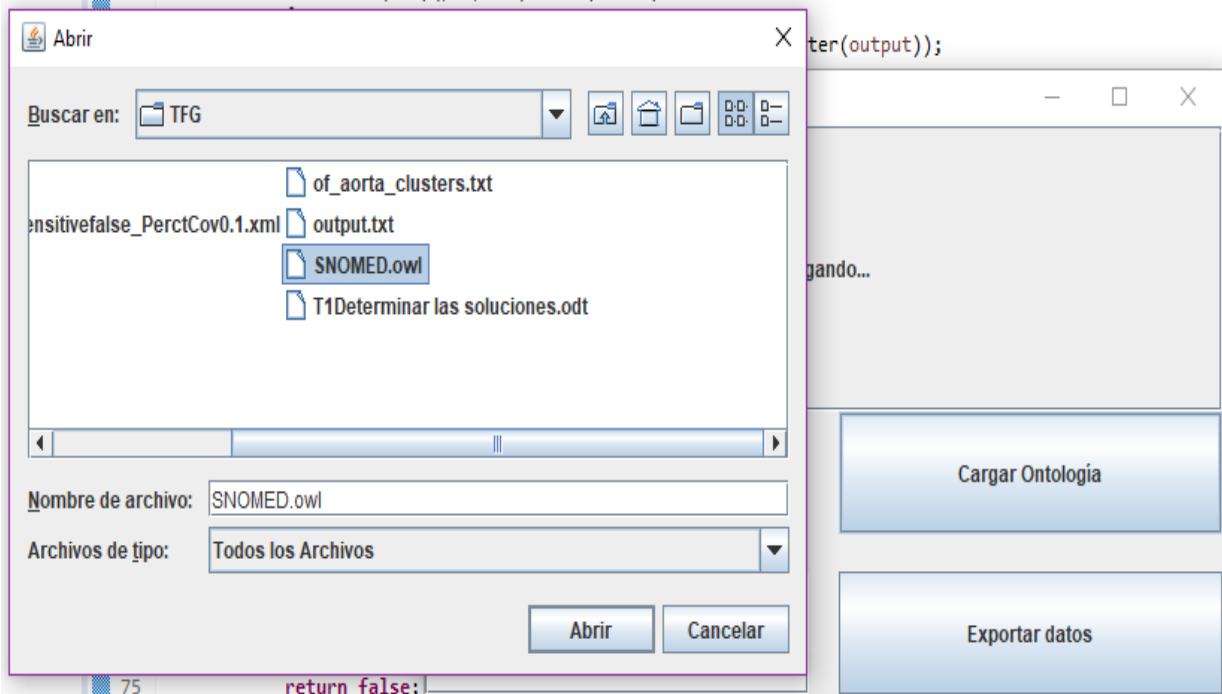 Abrir
ter(output));
Buscar en: TFG
of_aorta_clusters.txt
ensitivefalse_PerctCov0.1.xml output.txt
SNOMED.owl
gando...
T1Determinar las soluciones.odt
Cargar Ontología
Nombre de archivo: SNOMED.owl
Archivos de tipo: Todos los Archivos
Abrir Cancelar
Exportar datos
75 return false;